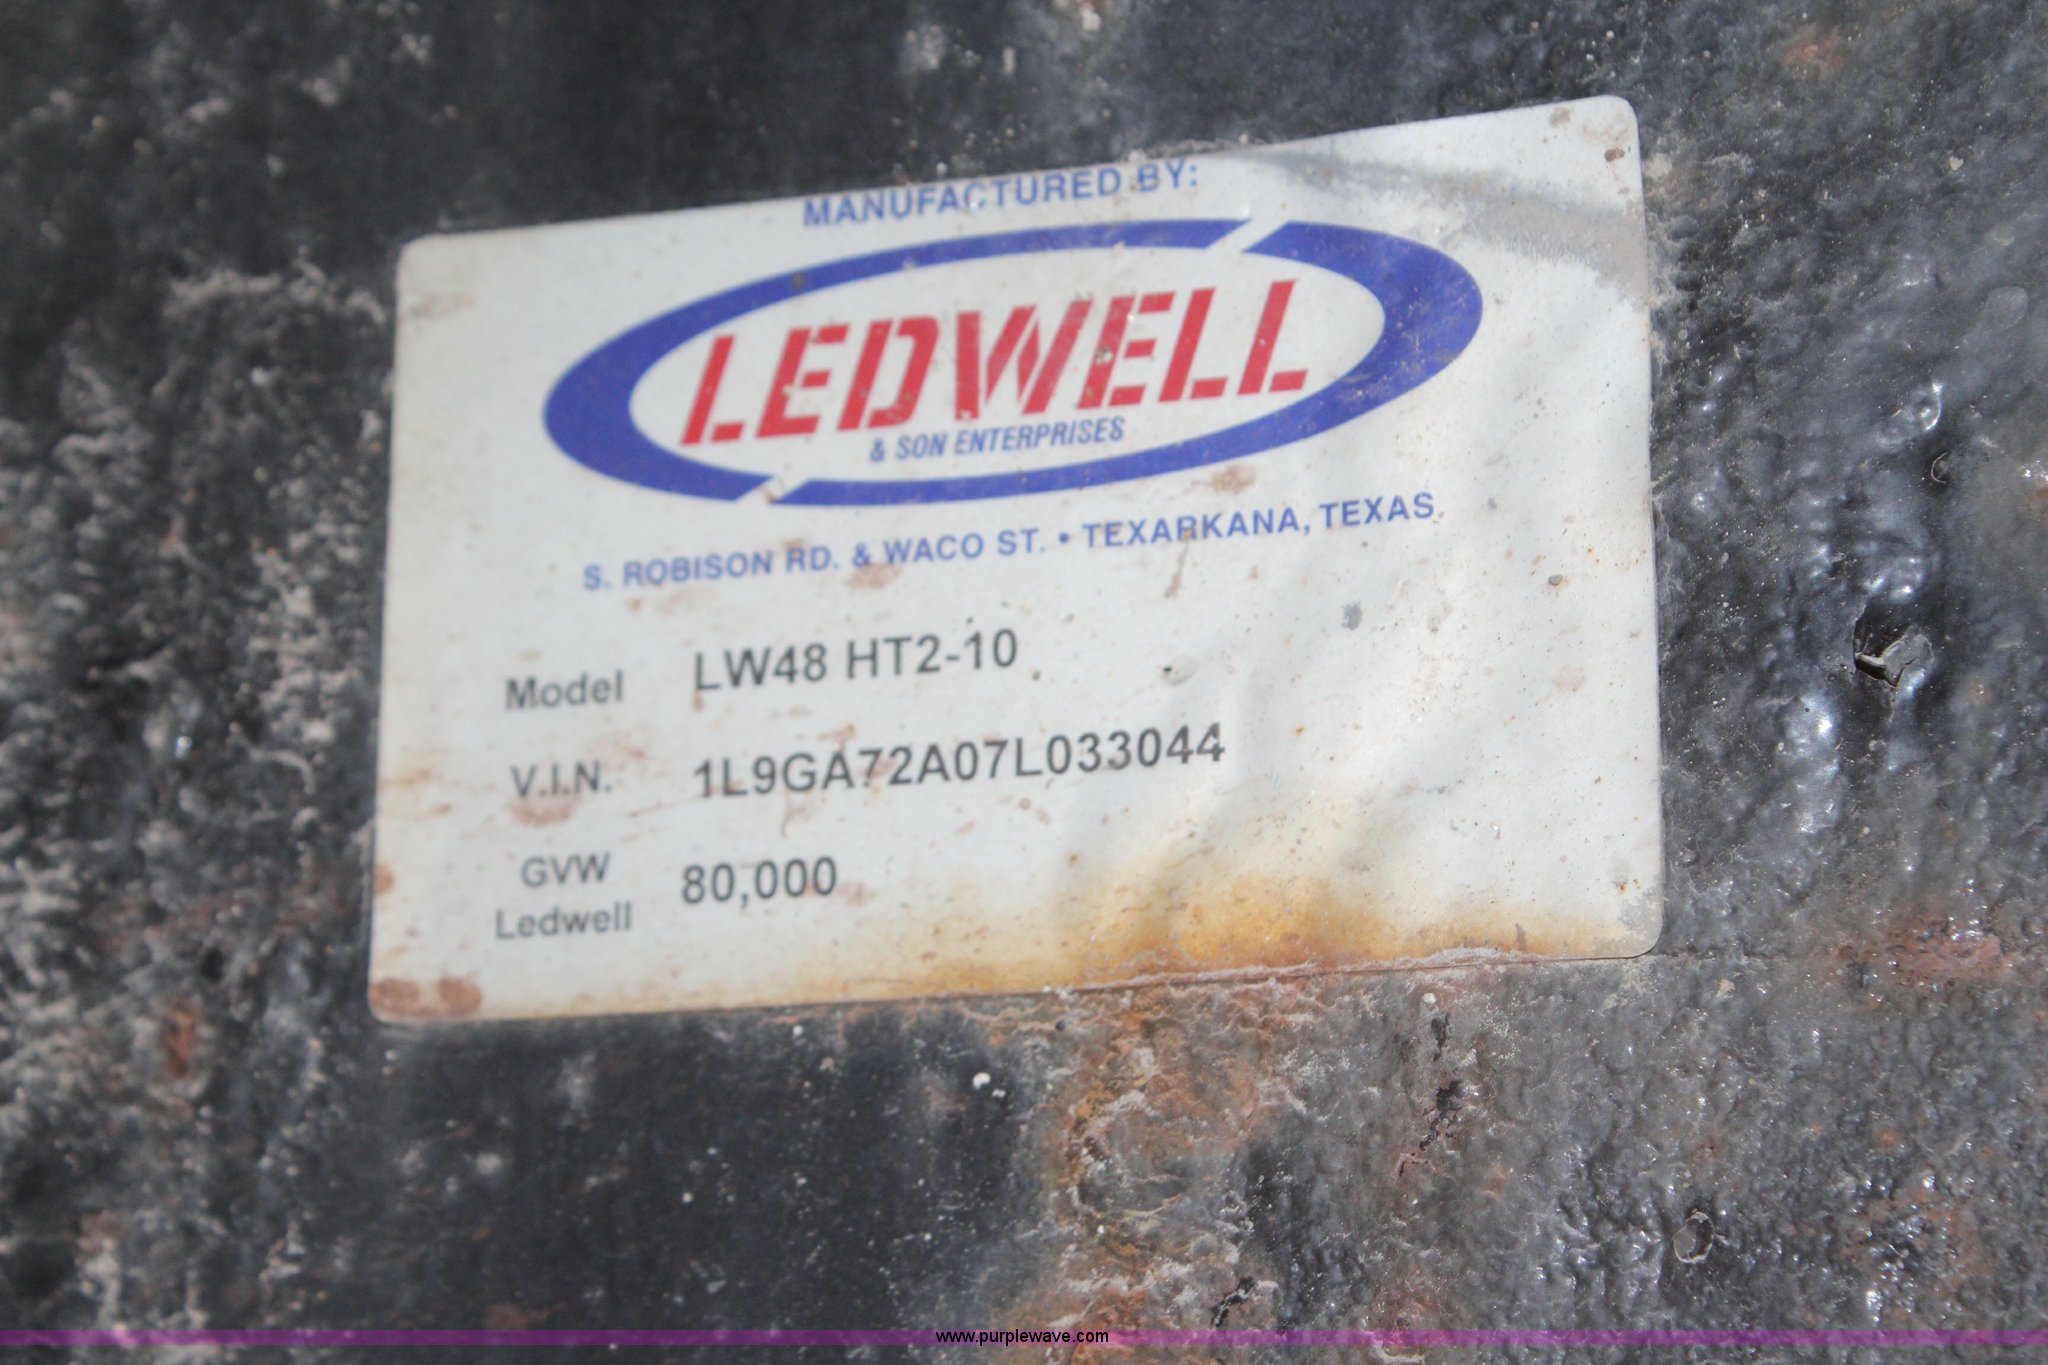 MANUFACTURED BY:
LEDWELL
& SON ENTERPRISES
S. ROBISON RD. & WACO ST. • TEXARKANA, TEXAS
Model LW48 HT2-10
V.I.N. 1L9GA72A07L033044
GVW
Ledwell 80,000
www.purplewave.com